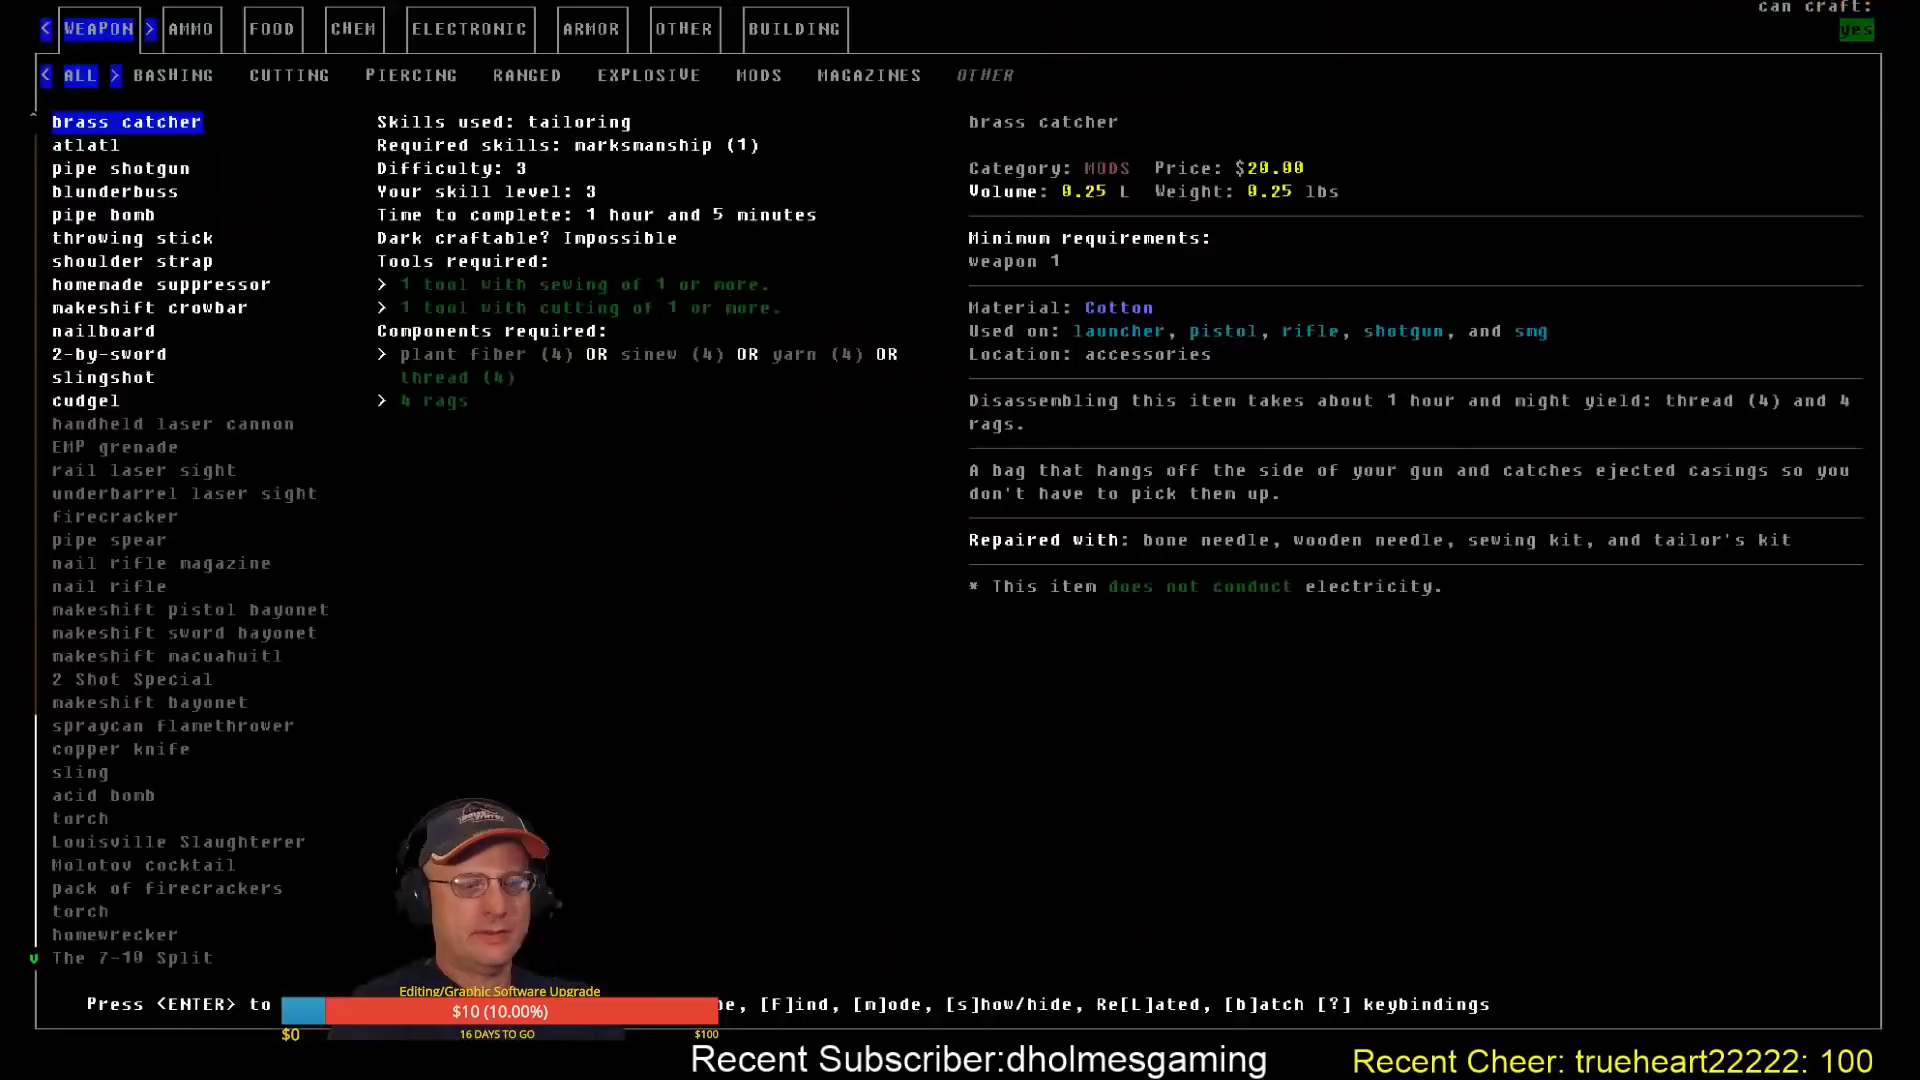 can craft:
< WEAPON > AMMO FOOD CHEM ELECTRONIC ARMOR OTHER BUILDING yes
< ALL > BASHING CUTTING PIERCING RANGED EXPLOSIVE MODS MAGAZINES OTHER
brass catcher
atlatl
pipe shotgun
blunderbuss
pipe bomb
throwing stick
shoulder strap
homemade suppressor
makeshift crowbar
nailboard
2-by-sword
slingshot
cudgel
handheld laser cannon
EMP grenade
rail laser sight
underbarrel laser sight
firecracker
pipe spear
nail rifle magazine
nail rifle
makeshift pistol bayonet
makeshift sword bayonet
makeshift macuahuitl
2 Shot Special
makeshift bayonet
spraycan flamethrower
copper knife
sling
acid bomb
torch
Louisville Slaughterer
Molotov cocktail
pack of firecrackers
torch
homewrecker
v The 7-10 Split
Skills used: tailoring
Required skills: marksmanship (1)
Difficulty: 3
Your skill level: 3
Time to complete: 1 hour and 5 minutes
Dark craftable? Impossible
Tools required:
> 1 tool with sewing of 1 or more.
> 1 tool with cutting of 1 or more.
Components required:
> plant fiber (4) OR sinew (4) OR yarn (4) OR
thread (4)
> 4 rags
brass catcher
Category: MODS Price: $20.00
Volume: 0.25 L Weight: 0.25 lbs
Minimum requirements:
weapon 1
Material: Cotton
Used on: launcher, pistol, rifle, shotgun, and smg
Location: accessories
Disassembling this item takes about 1 hour and might yield: thread (4) and 4
rags.
A bag that hangs off the side of your gun and catches ejected casings so you
don't have to pick them up.
Repaired with: bone needle, wooden needle, sewing kit, and tailor's kit
* This item does not conduct electricity.
Press <ENTER> to
e, [F]ind, [m]ode, [s]how/hide, Re[L]ated, [b]atch [?] keybindings
Editing/Graphic Software Upgrade
$10 (10.00%)
$0 16 DAYS TO GO $100
Recent Subscriber:dholmesgaming
Recent Cheer: trueheart22222: 100